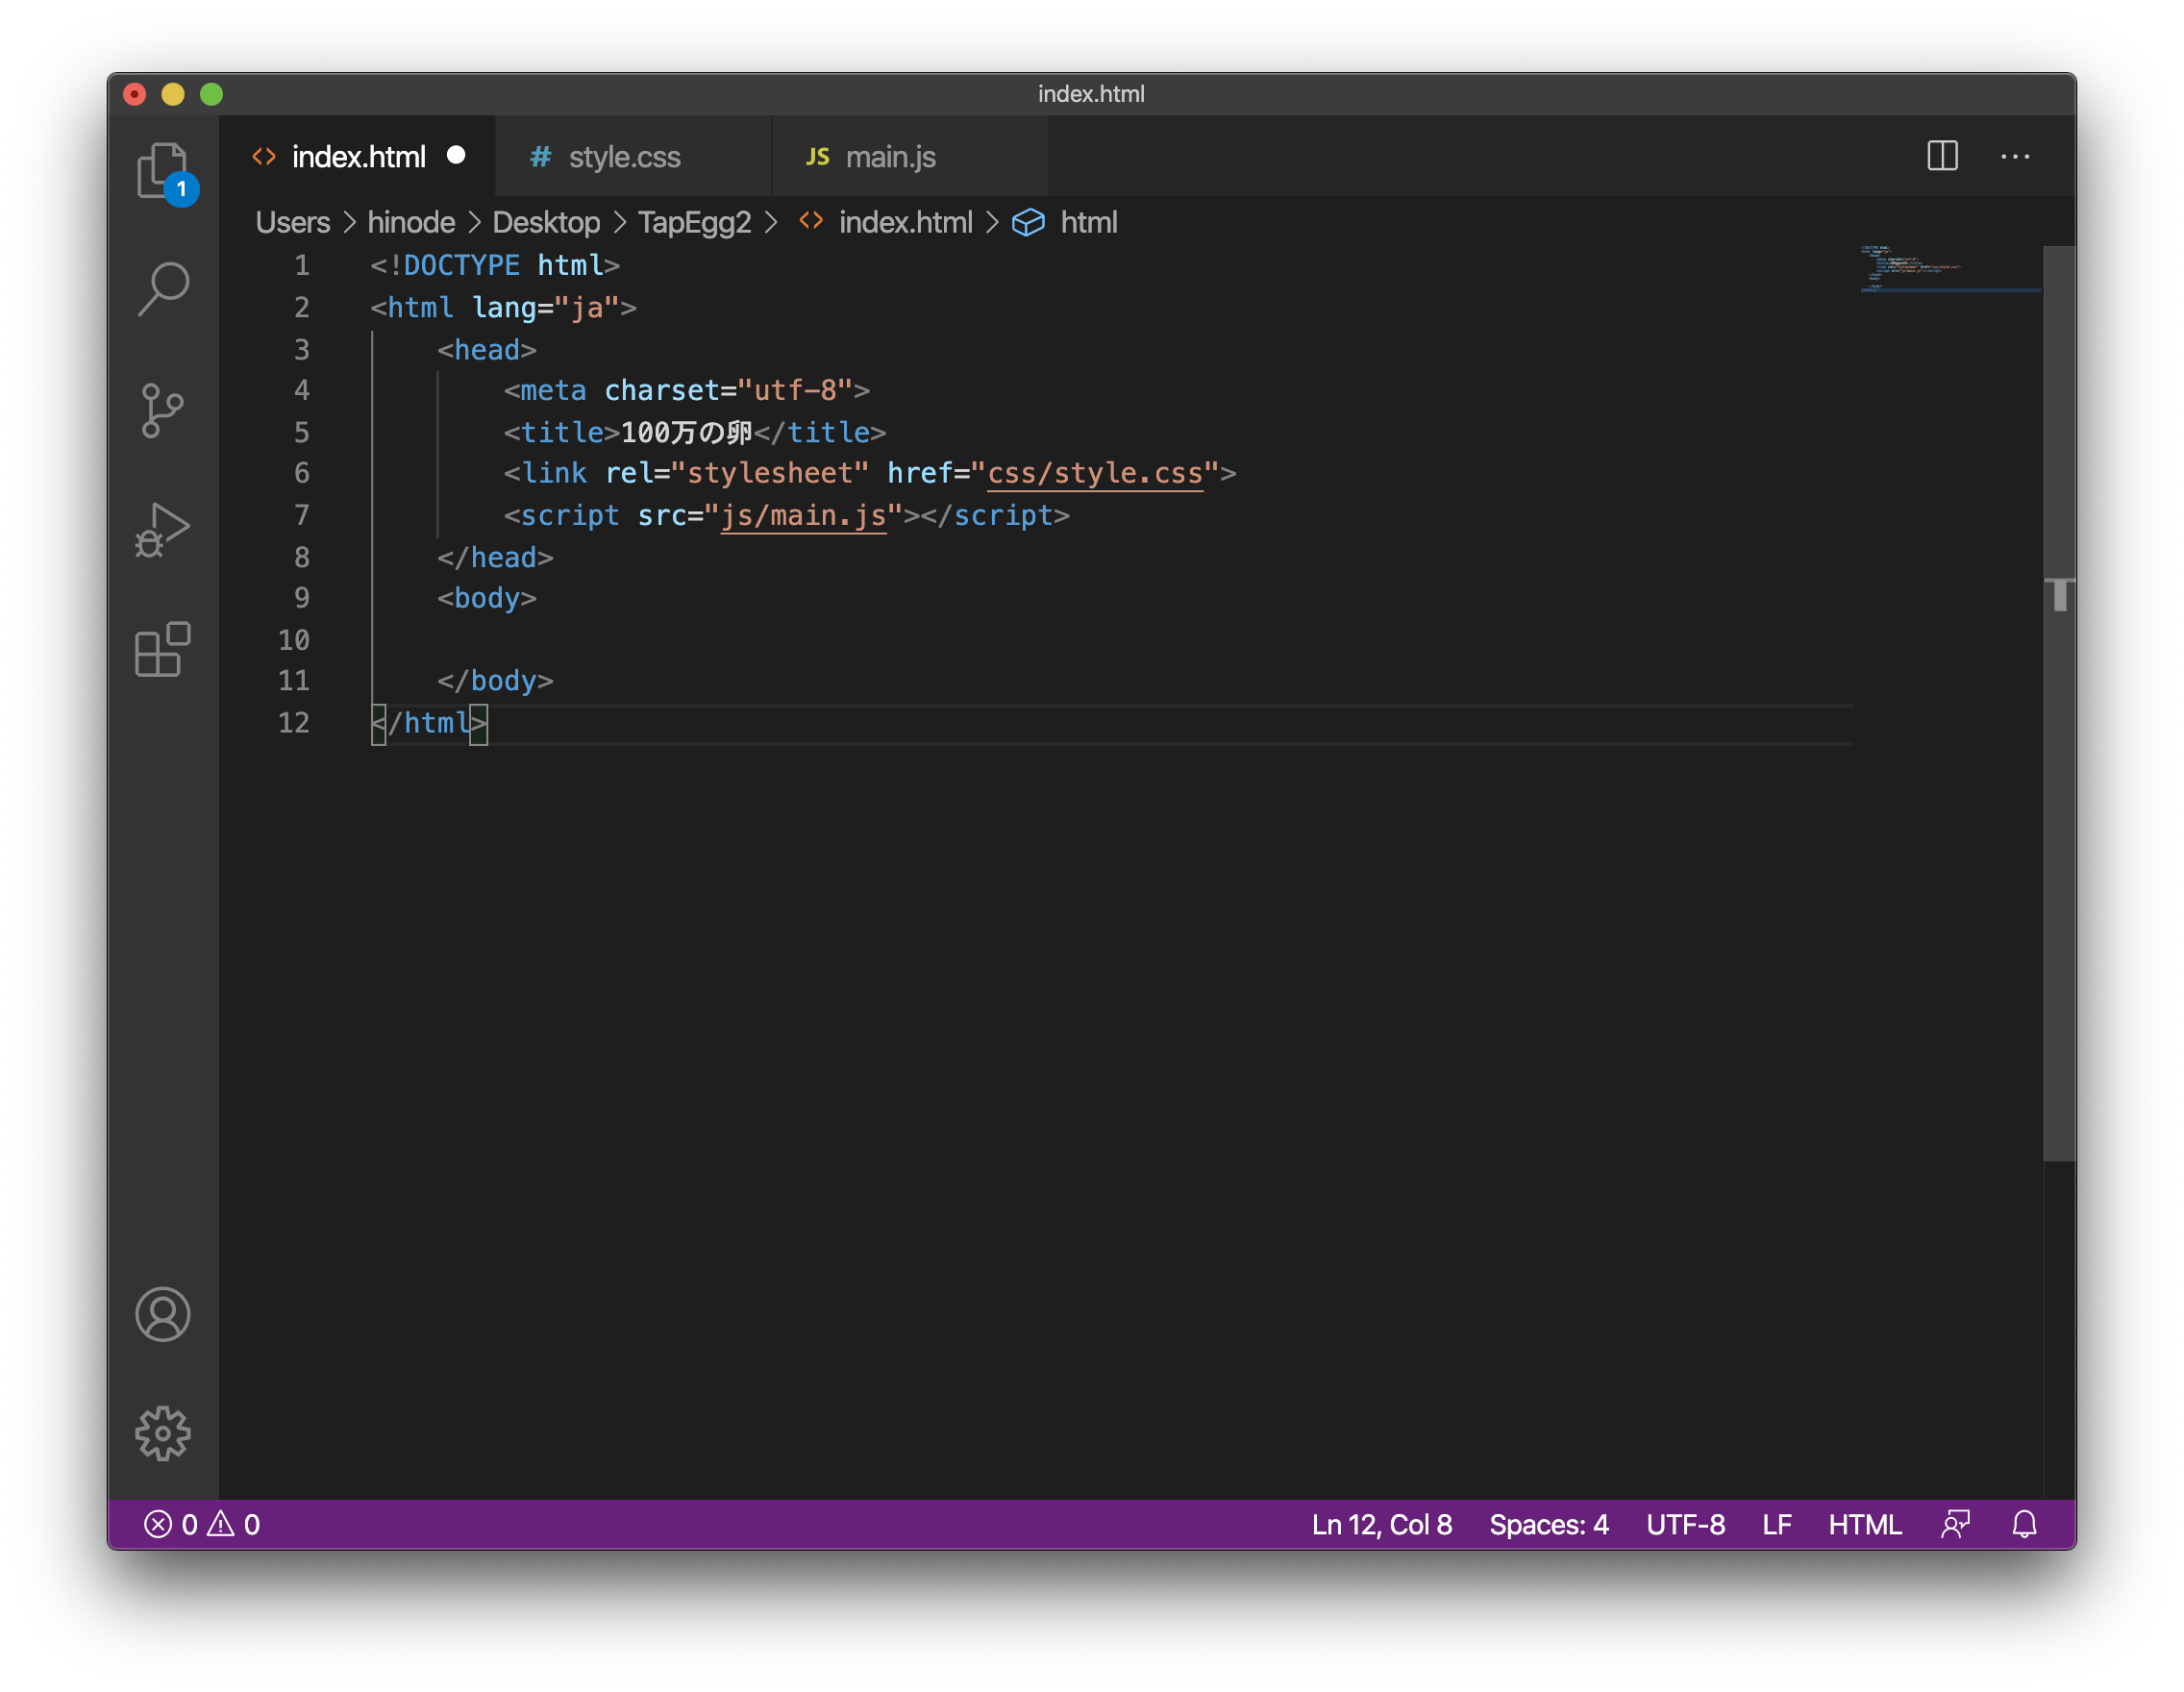 index.html
index.html
# style.css
JS main.js
1
Users > hinode > Desktop > TapEgg2 > <> index.html > html
1 <!DOCTYPE html>
2 <html lang="ja">
3     <head>
4         <meta charset="utf-8">
5         <title>100万の卵</title>
6         <link rel="stylesheet" href="css/style.css">
7         <script src="js/main.js"></script>
8     </head>
9     <body>
10
11     </body>
12 </html>
0 0 Ln 12, Col 8 Spaces: 4 UTF-8 LF HTML